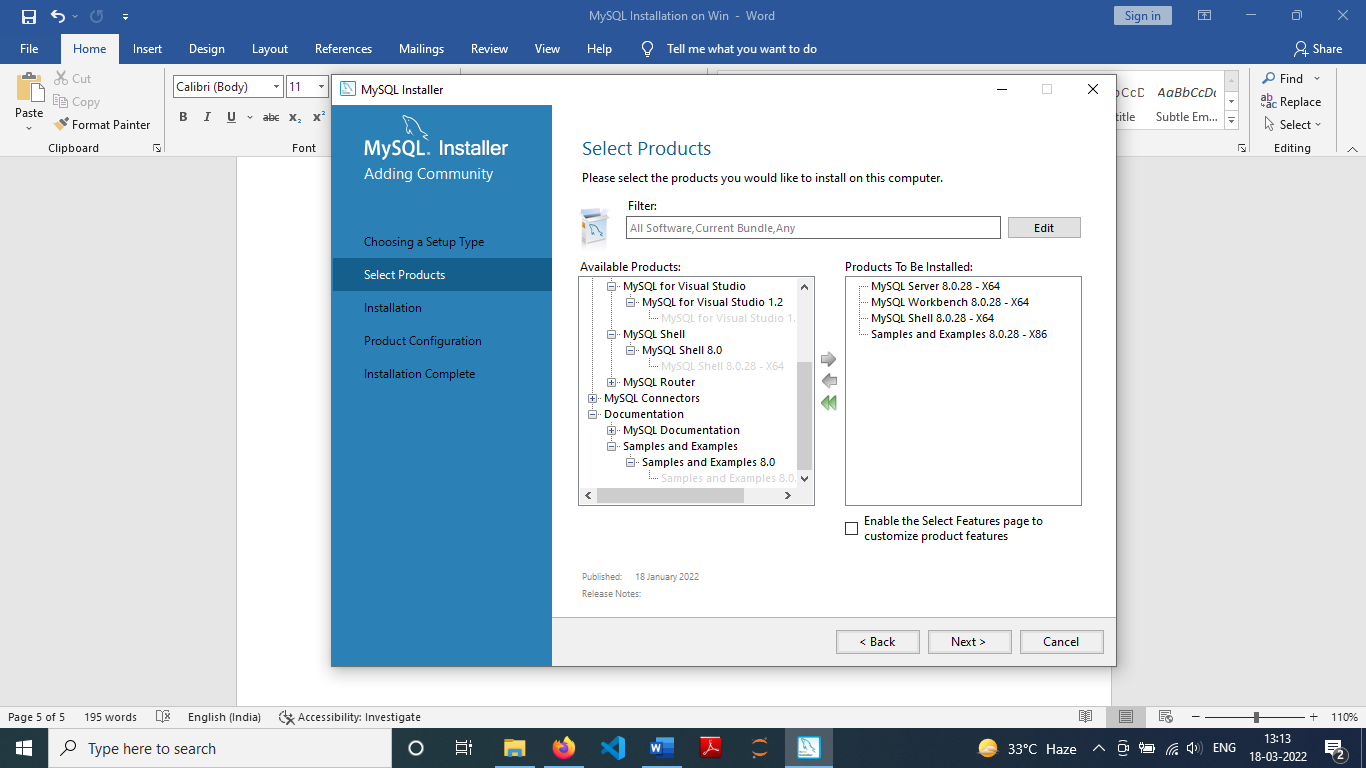 MySQL Installation on Win - Word
Sign in
File Home Insert Design Layout References Mailings Review View Help Tell me what you want to do Share
Paste
Cut
Copy
Format Painter
Clipboard
Calibri (Body) 11
B I U abc x₂ x²
Font
AaBbCcDc
Subtle Em...
Find
Replace
Select
Editing
MySQL Installer
MySQL. Installer
Adding Community
Choosing a Setup Type
Select Products
Installation
Product Configuration
Installation Complete
Select Products
Please select the products you would like to install on this computer.
Filter:
All Software,Current Bundle,Any
Edit
Available Products:
MySQL for Visual Studio
MySQL for Visual Studio 1.2
MySQL for Visual Studio 1.
MySQL Shell
MySQL Shell 8.0
MySQL Shell 8.0.28 - X64
MySQL Router
MySQL Connectors
Documentation
MySQL Documentation
Samples and Examples
Samples and Examples 8.0
Samples and Examples 8.0.
Products To Be Installed:
MySQL Server 8.0.28 - X64
MySQL Workbench 8.0.28 - X64
MySQL Shell 8.0.28 - X64
Samples and Examples 8.0.28 - X86
Enable the Select Features page to
customize product features
Published: 18 January 2022
Release Notes:
< Back Next > Cancel
Page 5 of 5 195 words English (India) Accessibility: Investigate 110%
Type here to search
33°C Haze
ENG
13:13
18-03-2022
2